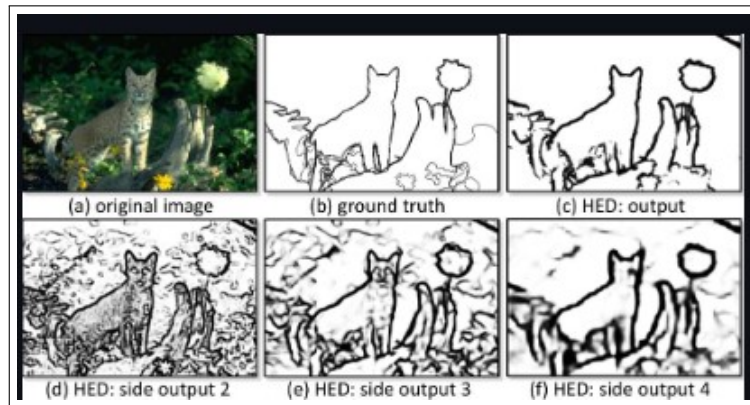 (a) original image
(b) ground truth
(c) HED: output
(d) HED: side output 2
(e) HED: side output 3
(f) HED: side output 4